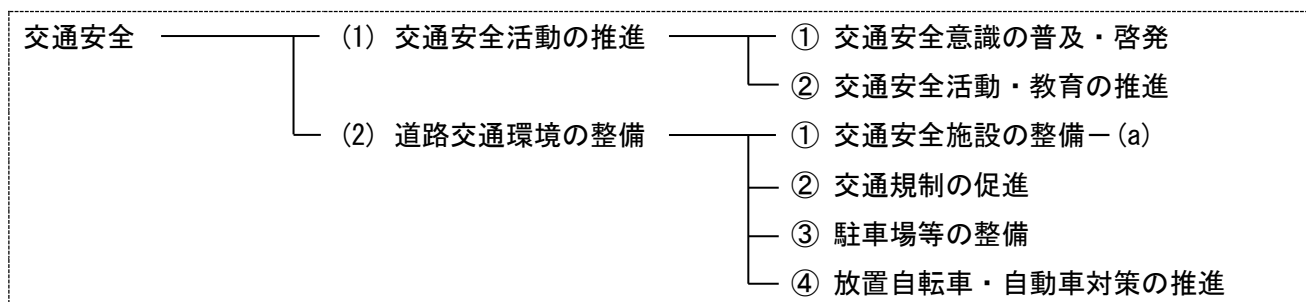 交通安全 (1) 交通安全活動の推進 ① 交通安全意識の普及・啓発
② 交通安全活動・教育の推進
(2) 道路交通環境の整備 ① 交通安全施設の整備－(a)
② 交通規制の促進
③ 駐車場等の整備
④ 放置自転車・自動車対策の推進